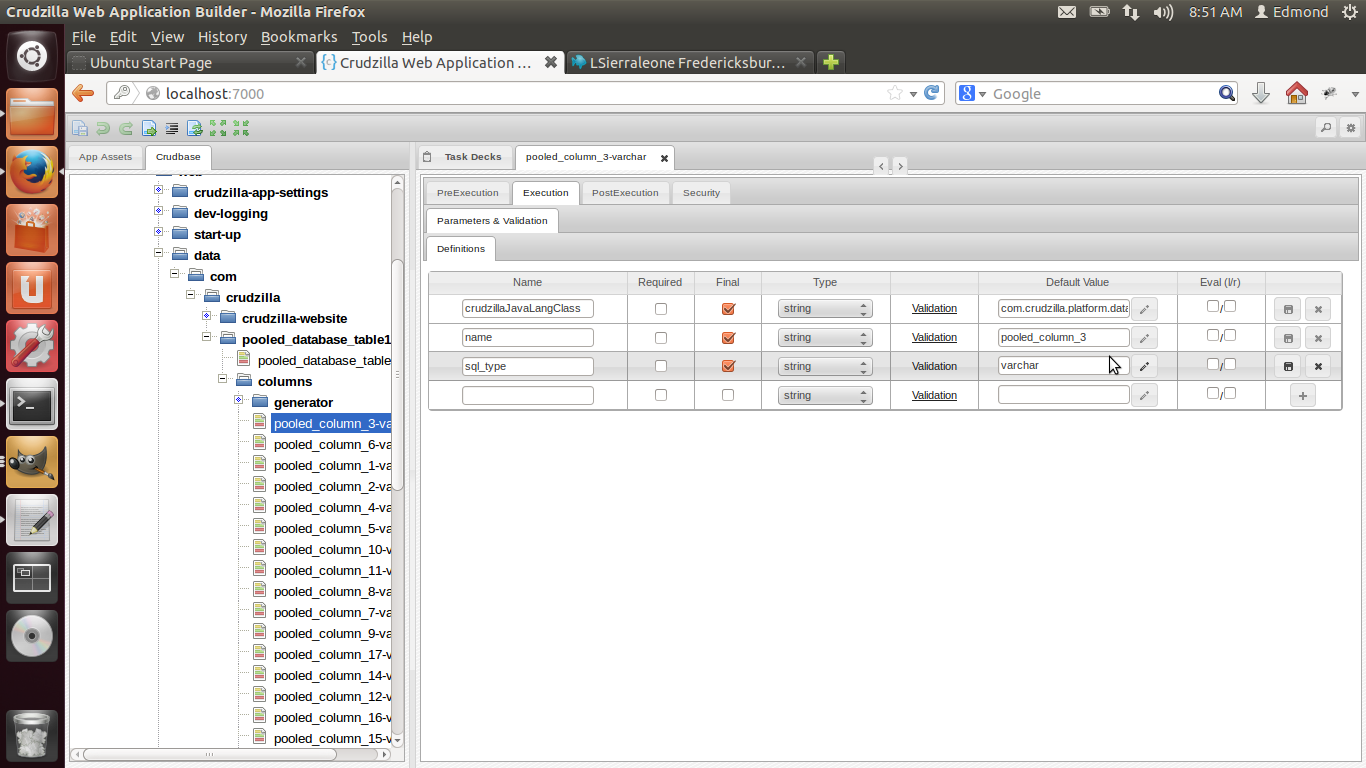 Crudzilla Web Application Builder - Mozilla Firefox
8:51 AM Edmond
File Edit View History Bookmarks Tools Help
Ubuntu Start Page
{c} Crudzilla Web Application ...
LSierraleone Fredericksbur...
localhost:7000
Google
App Assets Crudbase
crudzilla-app-settings
dev-logging
start-up
data
com
crudzilla
crudzilla-website
pooled_database_table1
pooled_database_table
columns
generator
pooled_column_3-va
pooled_column_6-va
pooled_column_1-va
pooled_column_2-va
pooled_column_4-va
pooled_column_5-va
pooled_column_10-v
pooled_column_11-v
pooled_column_8-va
pooled_column_7-va
pooled_column_9-va
pooled_column_17-v
pooled_column_14-v
pooled_column_12-v
pooled_column_16-v
pooled_column_15-v
Task Decks pooled_column_3-varchar
PreExecution Execution PostExecution Security
Parameters & Validation
Definitions
Name Required Final Type Default Value Eval (l/r)
crudzillaJavaLangClass string Validation com.crudzilla.platform.data /
name string Validation pooled_column_3 /
sql_type string Validation varchar /
string Validation /